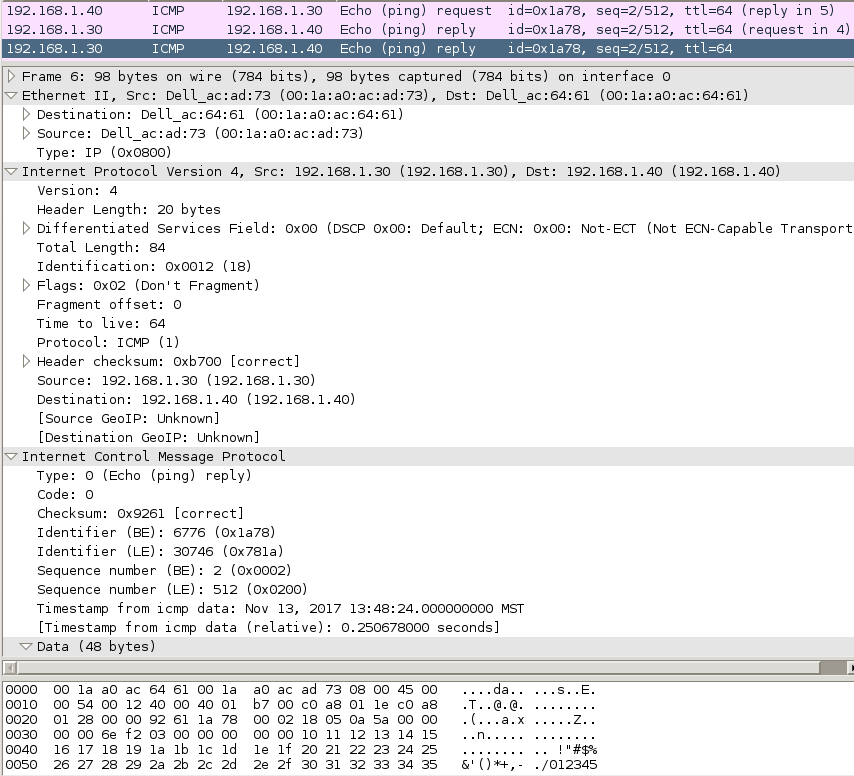 192.168.1.40 ICMP 192.168.1.30 Echo (ping) request id=0x1a78, seq=2/512, ttl=64 (reply in 5)
192.168.1.30 ICMP 192.168.1.40 Echo (ping) reply id=0x1a78, seq=2/512, ttl=64 (request in 4)
192.168.1.30 ICMP 192.168.1.40 Echo (ping) reply id=0x1a78, seq=2/512, ttl=64
Frame 6: 98 bytes on wire (784 bits), 98 bytes captured (784 bits) on interface 0
Ethernet II, Src: Dell_ac:ad:73 (00:1a:a0:ac:ad:73), Dst: Dell_ac:64:61 (00:1a:a0:ac:64:61)
Destination: Dell_ac:64:61 (00:1a:a0:ac:64:61)
Source: Dell_ac:ad:73 (00:1a:a0:ac:ad:73)
Type: IP (0x0800)
Internet Protocol Version 4, Src: 192.168.1.30 (192.168.1.30), Dst: 192.168.1.40 (192.168.1.40)
Version: 4
Header Length: 20 bytes
Differentiated Services Field: 0x00 (DSCP 0x00: Default; ECN: 0x00: Not-ECT (Not ECN-Capable Transport
Total Length: 84
Identification: 0x0012 (18)
Flags: 0x02 (Don't Fragment)
Fragment offset: 0
Time to live: 64
Protocol: ICMP (1)
Header checksum: 0xb700 [correct]
Source: 192.168.1.30 (192.168.1.30)
Destination: 192.168.1.40 (192.168.1.40)
[Source GeoIP: Unknown]
[Destination GeoIP: Unknown]
Internet Control Message Protocol
Type: 0 (Echo (ping) reply)
Code: 0
Checksum: 0x9261 [correct]
Identifier (BE): 6776 (0x1a78)
Identifier (LE): 30746 (0x781a)
Sequence number (BE): 2 (0x0002)
Sequence number (LE): 512 (0x0200)
Timestamp from icmp data: Nov 13, 2017 13:48:24.000000000 MST
[Timestamp from icmp data (relative): 0.250678000 seconds]
Data (48 bytes)
0000 00 1a a0 ac 64 61 00 1a a0 ac ad 73 08 00 45 00 ....da.. ...s..E.
0010 00 54 00 12 40 00 40 01 b7 00 c0 a8 01 1e c0 a8 .T..@.@. ........
0020 01 28 00 00 92 61 1a 78 00 02 18 05 0a 5a 00 00 .(...a.x .....Z..
0030 00 00 6e f2 03 00 00 00 00 00 10 11 12 13 14 15 ..n..... ........
0040 16 17 18 19 1a 1b 1c 1d 1e 1f 20 21 22 23 24 25 ........ .. !"#$%
0050 26 27 28 29 2a 2b 2c 2d 2e 2f 30 31 32 33 34 35 &'()*+,- ./012345